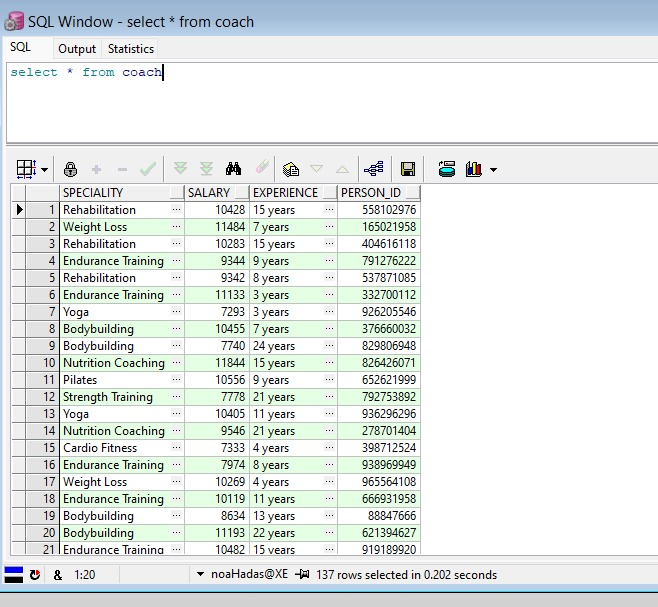 SQL Window - select * from coach
SQL Output Statistics
select * from coach
SPECIALITY SALARY EXPERIENCE PERSON_ID
1 Rehabilitation ... 10428 15 years ... 558102976
2 Weight Loss ... 11484 7 years ... 165021958
3 Rehabilitation ... 10283 15 years ... 404616118
4 Endurance Training ... 9344 9 years ... 791276222
5 Rehabilitation ... 9342 8 years ... 537871085
6 Endurance Training ... 11133 3 years ... 332700112
7 Yoga ... 7293 3 years ... 926205546
8 Bodybuilding ... 10455 7 years ... 376660032
9 Bodybuilding ... 7740 24 years ... 829806948
10 Nutrition Coaching ... 11844 15 years ... 826426071
11 Pilates ... 10556 9 years ... 652621999
12 Strength Training ... 7778 21 years ... 792753892
13 Yoga ... 10405 11 years ... 936296296
14 Nutrition Coaching ... 9546 21 years ... 278701404
15 Cardio Fitness ... 7333 4 years ... 398712524
16 Endurance Training ... 7974 8 years ... 938969949
17 Weight Loss ... 10269 4 years ... 965564108
18 Endurance Training ... 10119 11 years ... 666931958
19 Bodybuilding ... 8634 13 years ... 88847666
20 Bodybuilding ... 11193 22 years ... 621394627
21 Endurance Training ... 10482 15 years ... 919189920
& 1:20 noaHadas@XE 137 rows selected in 0.202 seconds